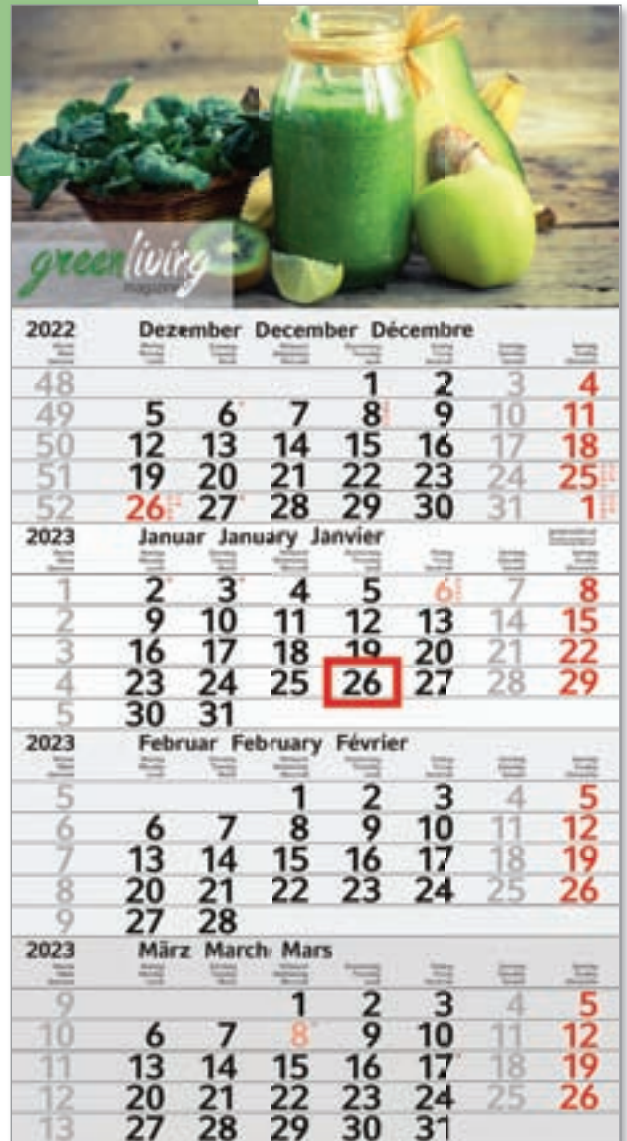 greenliving
magazine
2022 Dezember December Décembre
48 1 2 3 4
49 5 6 7 8 9 10 11
50 12 13 14 15 16 17 18
51 19 20 21 22 23 24 25
52 26 27 28 29 30 31 1
2023 Januar January Janvier
1 2 3 4 5 6 7 8
2 9 10 11 12 13 14 15
3 16 17 18 19 20 21 22
4 23 24 25 26 27 28 29
5 30 31
2023 Februar February Février
5 1 2 3 4 5
6 6 7 8 9 10 11 12
7 13 14 15 16 17 18 19
8 20 21 22 23 24 25 26
9 27 28
2023 März March Mars
9 1 2 3 4 5
10 6 7 8 9 10 11 12
11 13 14 15 16 17 18 19
12 20 21 22 23 24 25 26
13 27 28 29 30 31